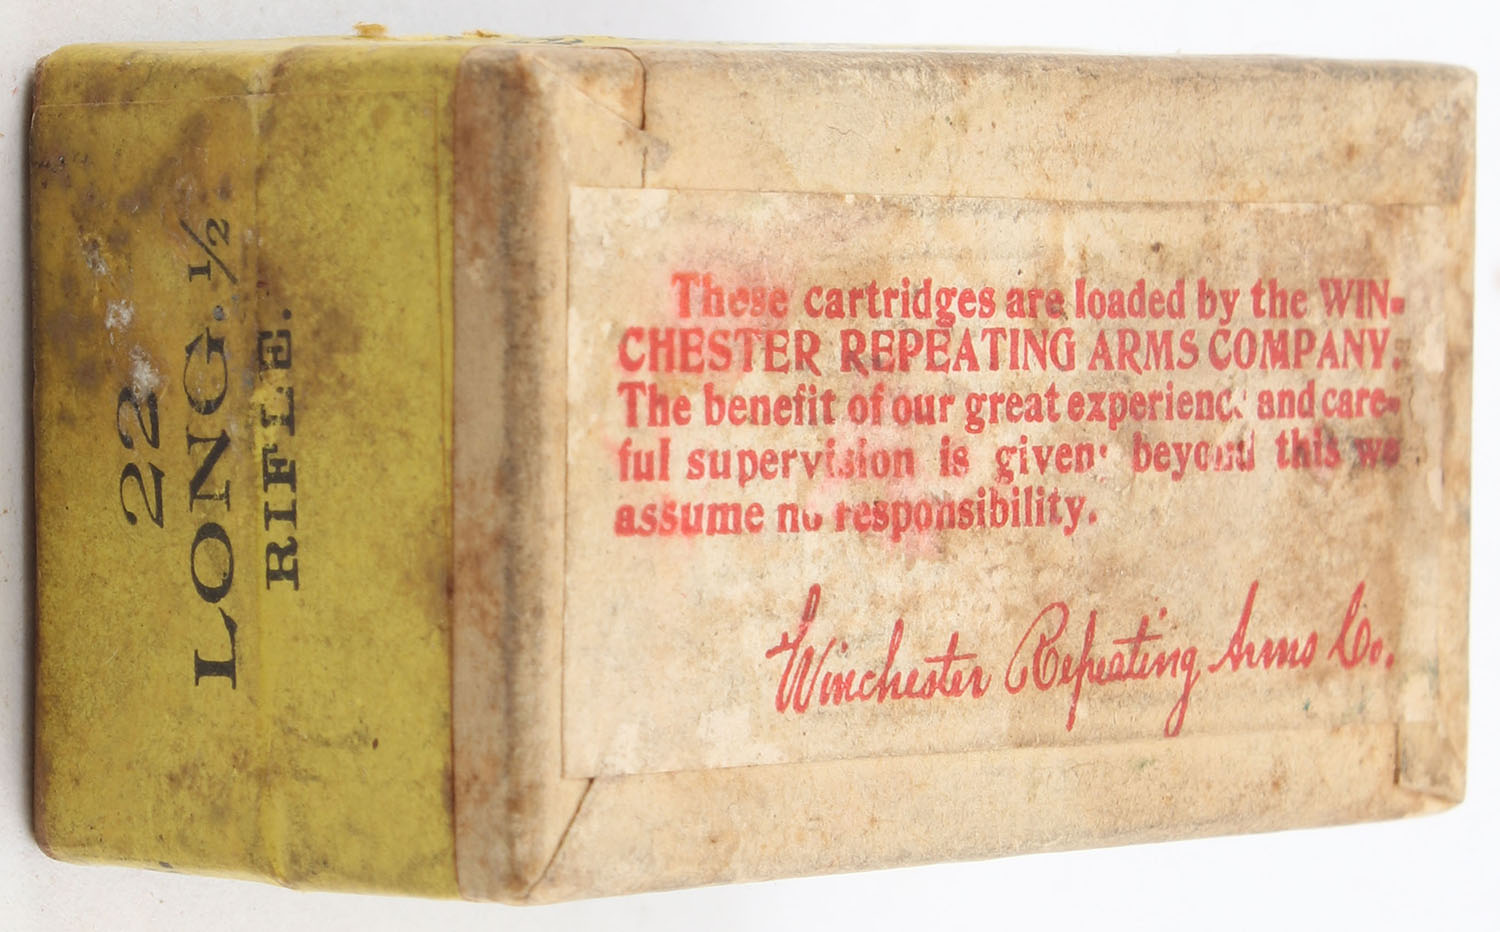 22
LONG. 1/2
RIFLE.
These cartridges are loaded by the WIN-
CHESTER REPEATING ARMS COMPANY.
The benefit of our great experience and care-
ful supervision is given: beyond this we
assume no responsibility.
Winchester Repeating Arms Co.